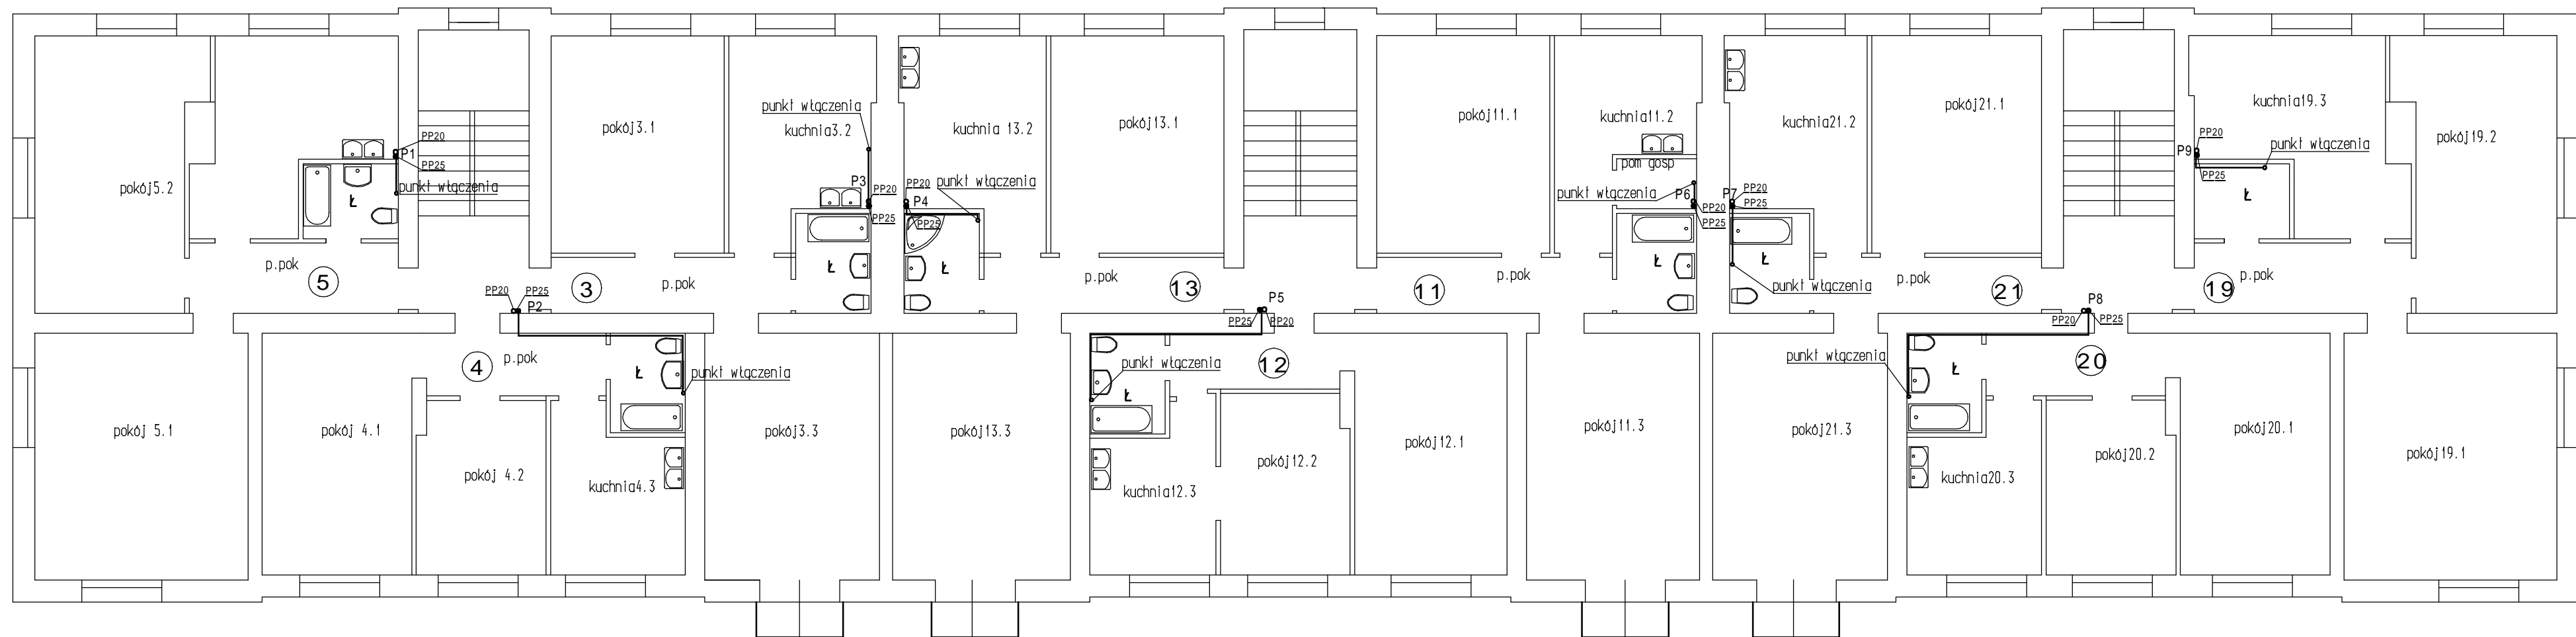 pokój5.2
PP20
P1
PP25
punkt włączenia
Ł
p.pok
5
pokój3.1
punkt włączenia
kuchnia3.2
P3
PP20
PP25
Ł
p.pok
3
PP20
PP25
P2
kuchnia 13.2
pokój13.1
PP20
punkt włączenia
P4
PP25
Ł
p.pok
13
pokój11.1
kuchnia11.2
pom gosp
punkt włączenia
P6
PP20
PP25
Ł
p.pok
11
kuchnia21.2
pokój21.1
P7
PP20
PP25
Ł
punkt włączenia
p.pok
21
kuchnia19.3
pokój19.2
PP20
P9
punkt włączenia
PP25
Ł
p.pok
19
pokój 5.1
p.pok
4
Ł
punkt włączenia
pokój 4.1
pokój 4.2
kuchnia4.3
pokój3.3
pokój13.3
P5
PP25
PP20
punkt włączenia
12
Ł
kuchnia12.3
pokój12.2
pokój12.1
pokój11.3
pokój21.3
P8
PP20
PP25
punkt włączenia
20
Ł
kuchnia20.3
pokój20.2
pokój20.1
pokój19.1